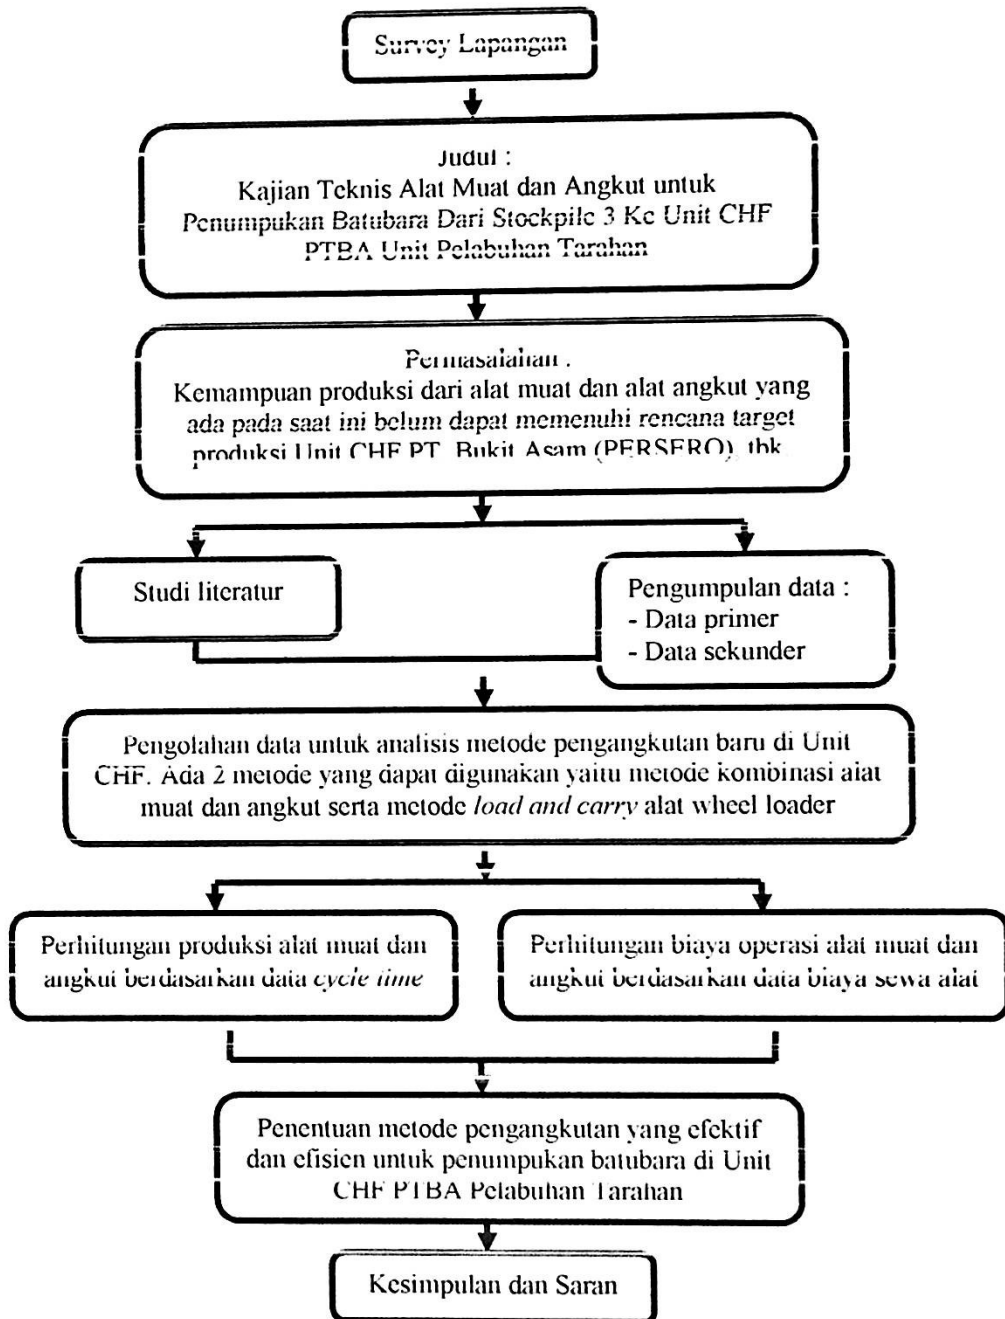 Survey Lapangan
Judul :
Kajian Teknis Alat Muat dan Angkut untuk
Penumpukan Batubara Dari Stockpile 3 Ke Unit CHF
PTBA Unit Pelabuhan Tarahan
Permasalahan :
Kemampuan produksi dari alat muat dan alat angkut yang
ada pada saat ini belum dapat memenuhi rencana target
produksi Unit CHF PT. Bukit Asam (PERSERO), tbk.
Studi literatur
Pengumpulan data :
- Data primer
- Data sekunder
Pengolahan data untuk analisis metode pengangkutan baru di Unit
CHF. Ada 2 metode yang dapat digunakan yaitu metode kombinasi alat
muat dan angkut serta metode load and carry alat wheel loader
Perhitungan produksi alat muat dan
angkut berdasarkan data cycle time
Perhitungan biaya operasi alat muat dan
angkut berdasarkan data biaya sewa alat
Penentuan metode pengangkutan yang efektif
dan efisien untuk penumpukan batubara di Unit
CHF PTBA Pelabuhan Tarahan
Kesimpulan dan Saran